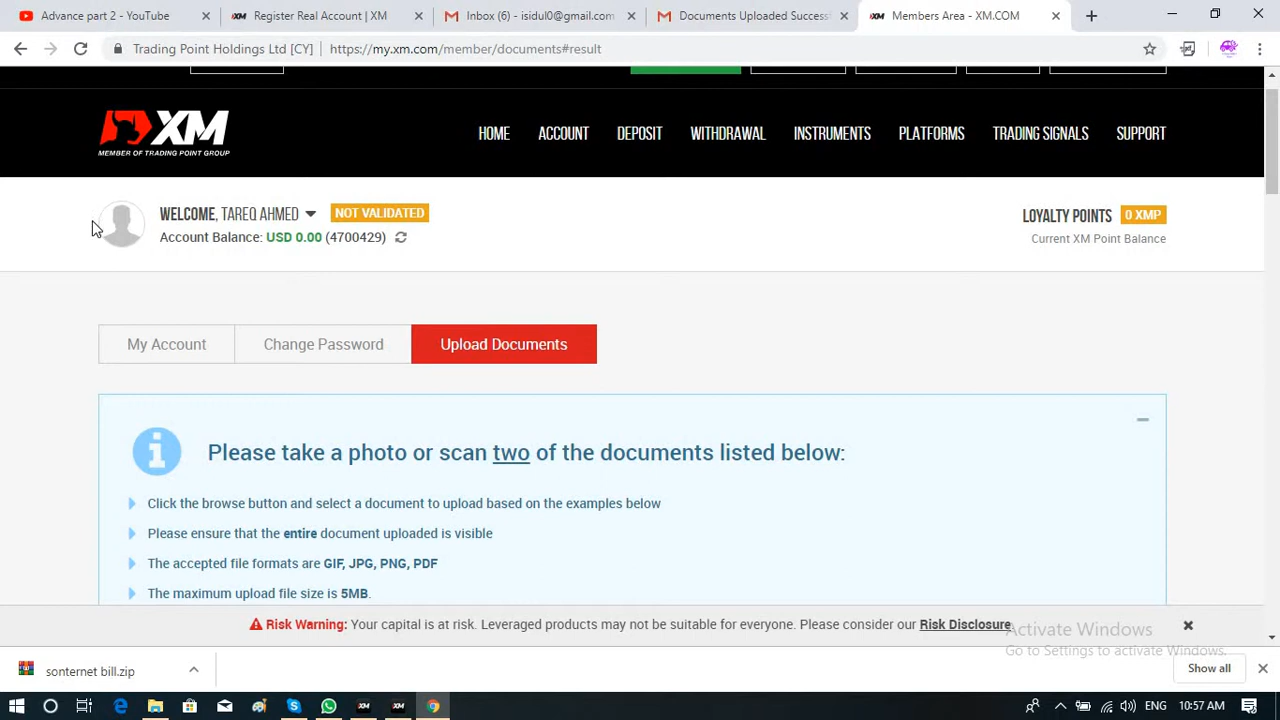 Advance part 2 - YouTube
Register Real Account | XM
Inbox (6) - isidul0@gmail.com
Documents Uploaded Success
Members Area - XM.COM
Trading Point Holdings Ltd [CY]
https://my.xm.com/member/documents#result
XM
MEMBER OF TRADING POINT GROUP
HOME
ACCOUNT
DEPOSIT
WITHDRAWAL
INSTRUMENTS
PLATFORMS
TRADING SIGNALS
SUPPORT
WELCOME, TAREQ AHMED
NOT VALIDATED
Account Balance: USD 0.00 (4700429)
LOYALTY POINTS 0 XMP
Current XM Point Balance
My Account
Change Password
Upload Documents
Please take a photo or scan two of the documents listed below:
Click the browse button and select a document to upload based on the examples below
Please ensure that the entire document uploaded is visible
The accepted file formats are GIF, JPG, PNG, PDF
The maximum upload file size is 5MB.
Risk Warning: Your capital is at risk. Leveraged products may not be suitable for everyone. Please consider our Risk Disclosure
Activate Windows
Go to Settings to activate Windows.
sonternet bill.zip
Show all
ENG
10:57 AM